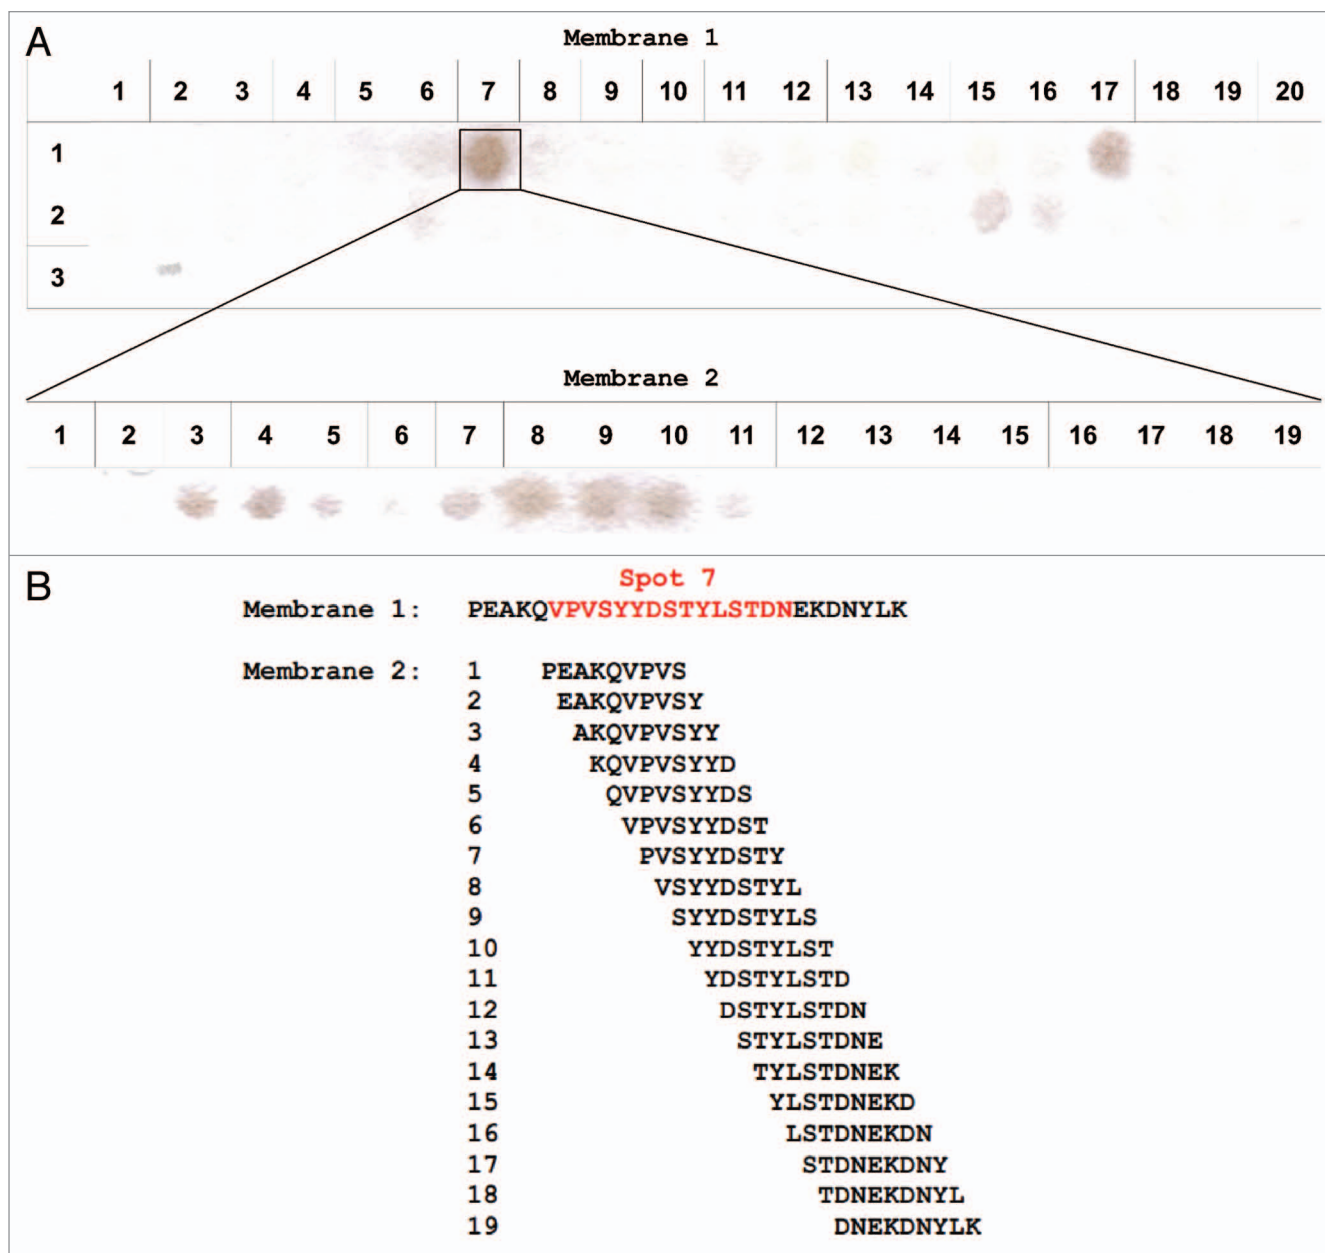 A
Membrane 1
1 2 3 4 5 6 7 8 9 10 11 12 13 14 15 16 17 18 19 20
1
2
3
Membrane 2
1 2 3 4 5 6 7 8 9 10 11 12 13 14 15 16 17 18 19
B
Spot 7
Membrane 1: PEAKQVPVSYYDSTYLSTDNEKDNYLK
Membrane 2: 1 PEAKQVPVS
2 EAKQVPVSY
3 AKQVPVSYY
4 KQVPVSYYD
5 QVPVSYYDS
6 VPVSYYDST
7 PVSYYDSTY
8 VSYYDSTYL
9 SYYDSTYLS
10 YYDSTYLST
11 YDSTYLSTD
12 DSTYLSTDN
13 STYLSTDNE
14 TYLSTDNEK
15 YLSTDNEKD
16 LSTDNEKDN
17 STDNEKDNY
18 TDNEKDNYL
19 DNEKDNYLK